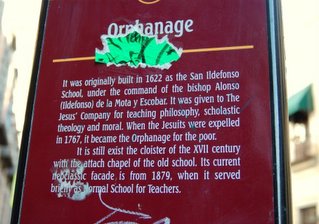 Orphanage
It was originally built in 1622 as the San Ildefonso
School, under the command of the bishop Alonso
(Ildefonso) de la Mota y Escobar. It was given to The
Jesus' Company for teaching philosophy, scholastic
theology and moral. When the Jesuits were expelled
in 1767, it became the Orphanage for the poor.
It is still exist the cloister of the XVII century
with the attach chapel of the old school. Its current
neoclassic facade is from 1879, when it served
briefly as Normal School for Teachers.